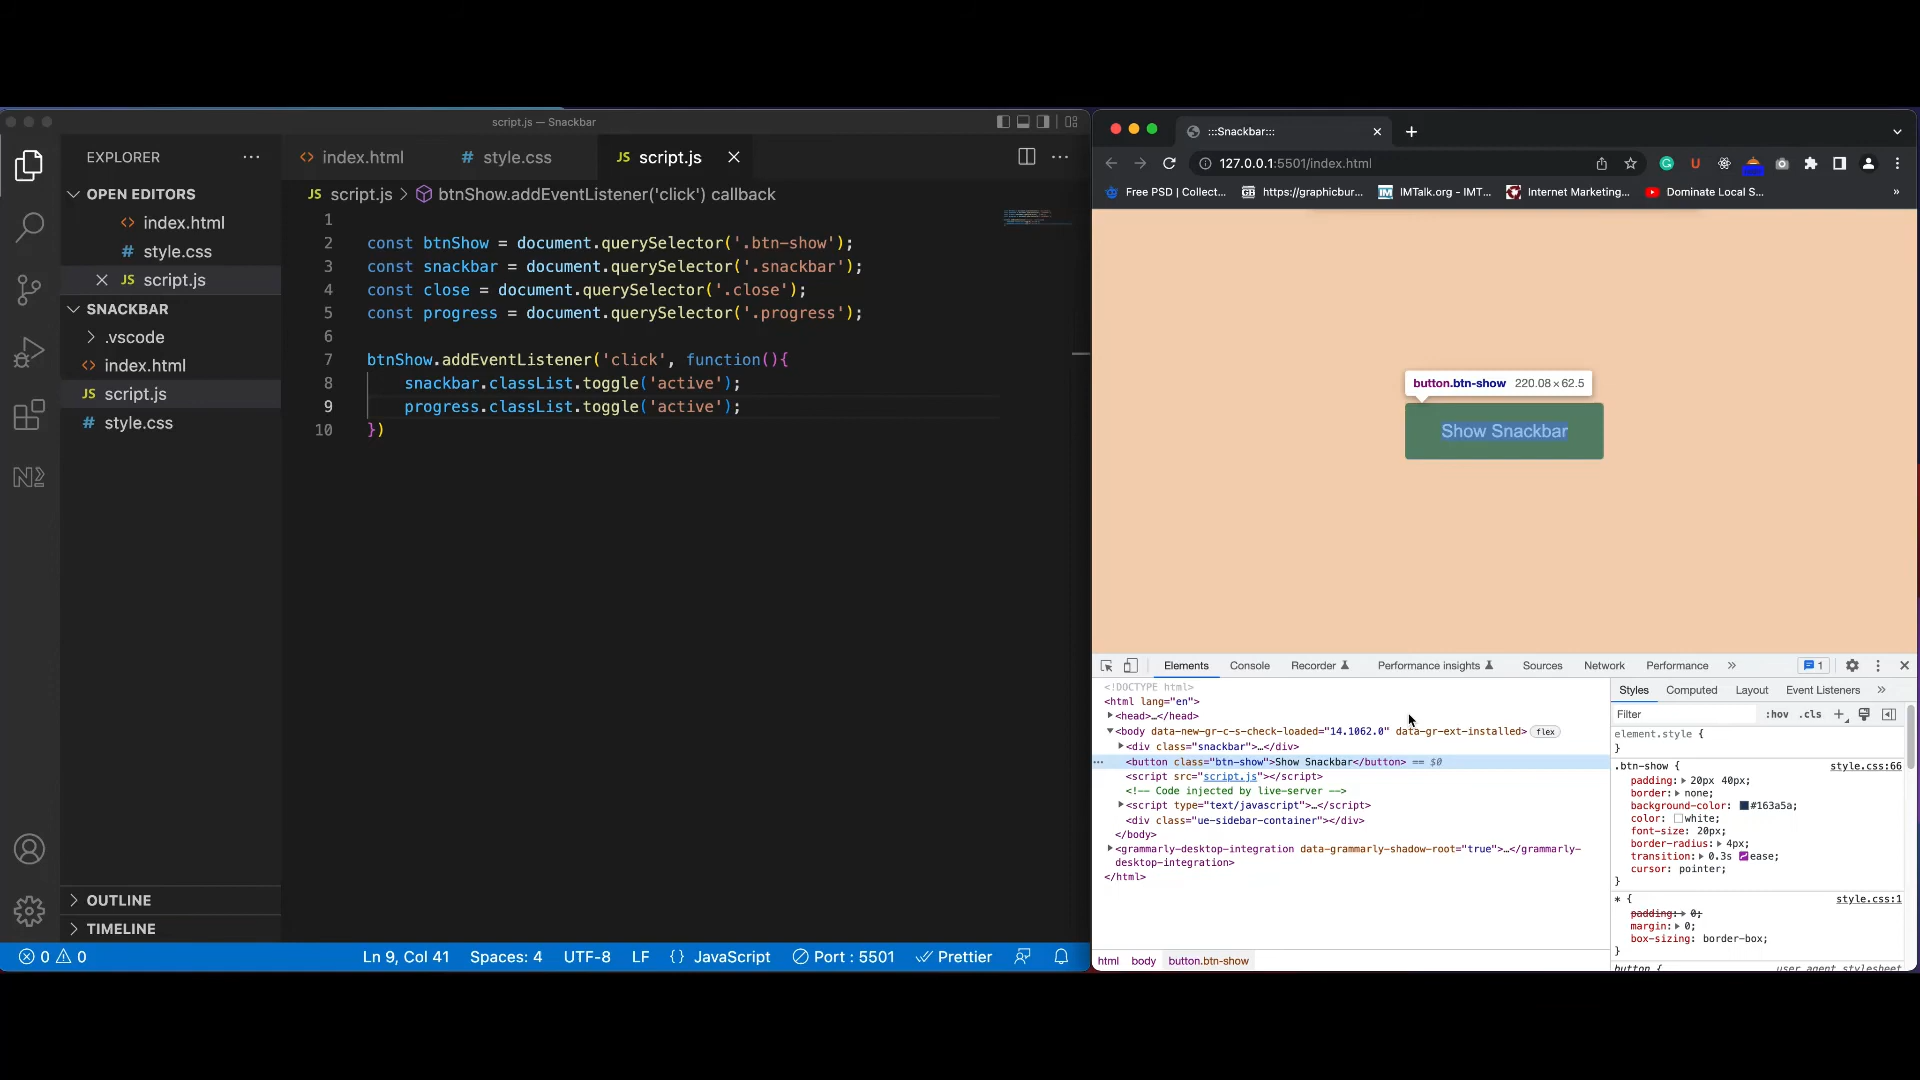 script.js — Snackbar
EXPLORER
OPEN EDITORS
index.html
style.css
JS script.js
SNACKBAR
.vscode
index.html
JS script.js
style.css
OUTLINE
TIMELINE
index.html
style.css
JS script.js
JS script.js > btnShow.addEventListener('click') callback
1
2 const btnShow = document.querySelector('.btn-show');
3 const snackbar = document.querySelector('.snackbar');
4 const close = document.querySelector('.close');
5 const progress = document.querySelector('.progress');
6
7 btnShow.addEventListener('click', function(){
8 snackbar.classList.toggle('active');
9 progress.classList.toggle('active');
10 })
0 0 Ln 9, Col 41 Spaces: 4 UTF-8 LF {} JavaScript Port : 5501 Prettier
:::Snackbar:::
127.0.0.1:5501/index.html
Free PSD | Collect... https://graphicbur... IMTalk.org - IMT... Internet Marketing... Dominate Local S... »
button.btn-show 220.08 × 62.5
Show Snackbar
Elements Console Recorder Performance insights Sources Network Performance » 1
<!DOCTYPE html>
<html lang="en">
<head>…</head>
<body data-new-gr-c-s-check-loaded="14.1062.0" data-gr-ext-installed> flex
<div class="snackbar">…</div>
<button class="btn-show">Show Snackbar</button> == $0
<script src="script.js"></script>
<!-- Code injected by live-server -->
<script type="text/javascript">…</script>
<div class="ue-sidebar-container"></div>
</body>
<grammarly-desktop-integration data-grammarly-shadow-root="true">…</grammarly-
desktop-integration>
</html>
html body button.btn-show
Styles Computed Layout Event Listeners »
Filter :hov .cls +
element.style {
}
.btn-show { style.css:66
padding: 20px 40px;
border: none;
background-color: #163a5a;
color: white;
font-size: 20px;
border-radius: 4px;
transition: 0.3s ease;
cursor: pointer;
}
* { style.css:1
padding: 0;
margin: 0;
box-sizing: border-box;
}
button { user agent stylesheet